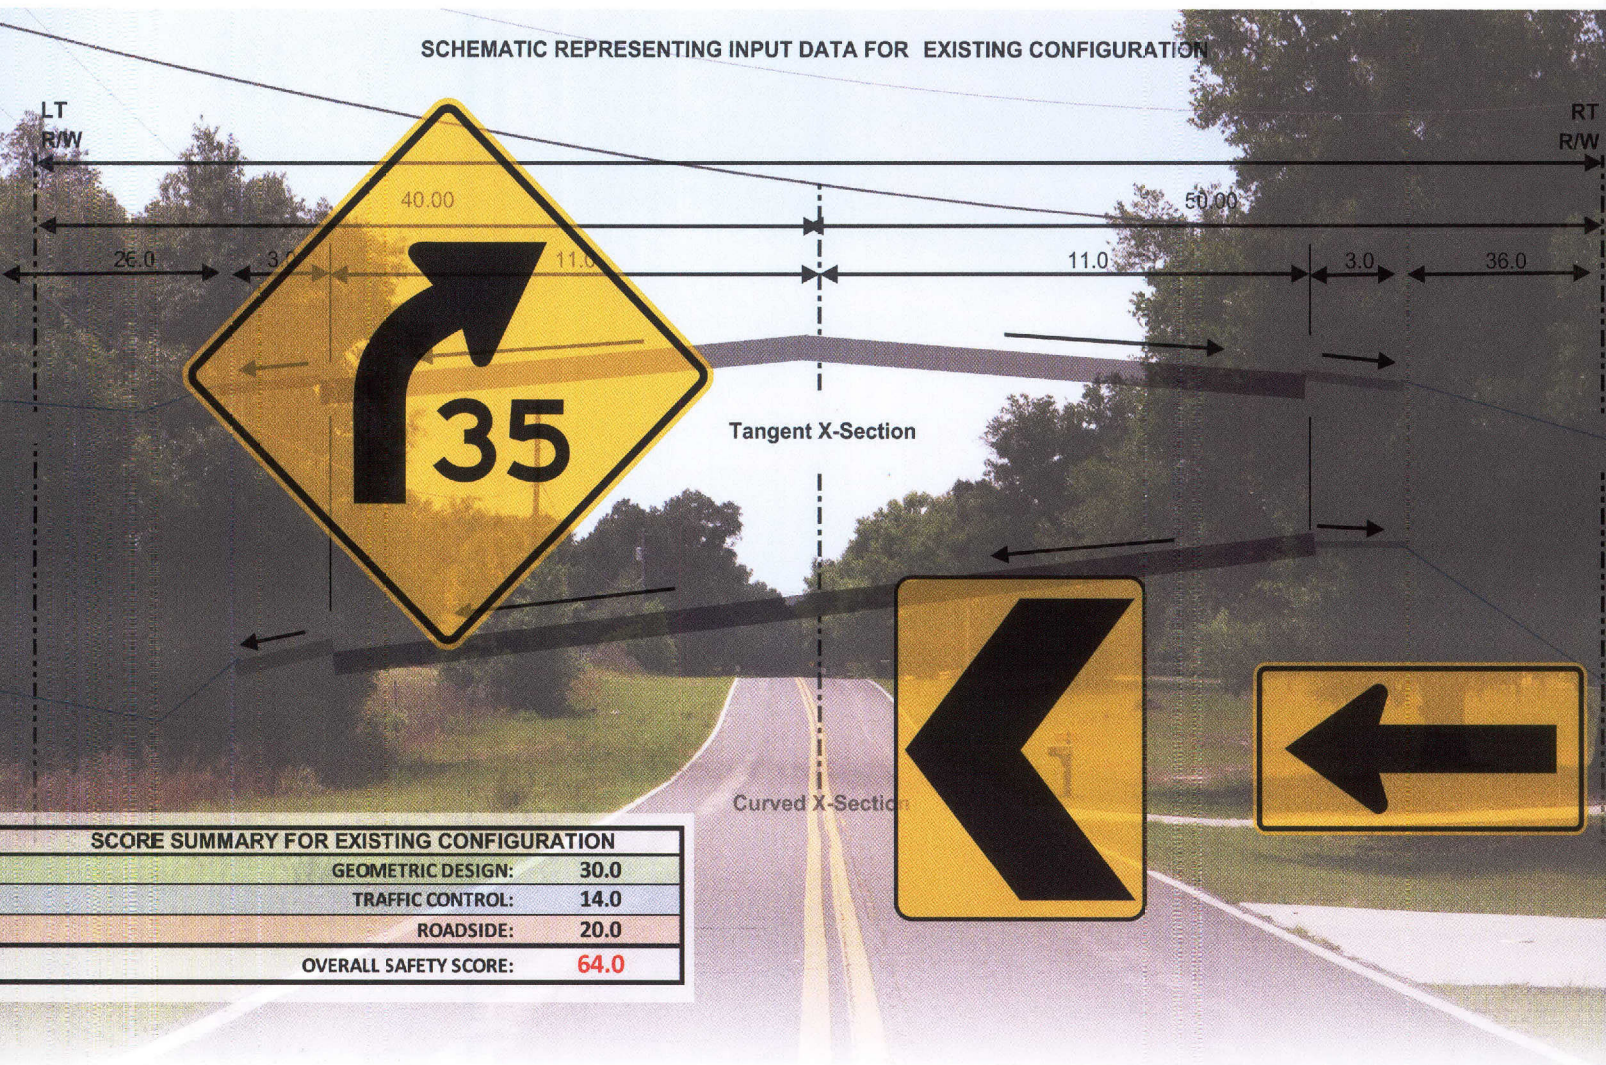 SCHEMATIC REPRESENTING INPUT DATA FOR EXISTING CONFIGURATION
LT
R/W
RT
R/W
40.00
50.00
26.0
3.0
11.0
11.0
3.0
36.0
35
Tangent X-Section
Curved X-Section
SCORE SUMMARY FOR EXISTING CONFIGURATION
GEOMETRIC DESIGN: 30.0
TRAFFIC CONTROL: 14.0
ROADSIDE: 20.0
OVERALL SAFETY SCORE: 64.0